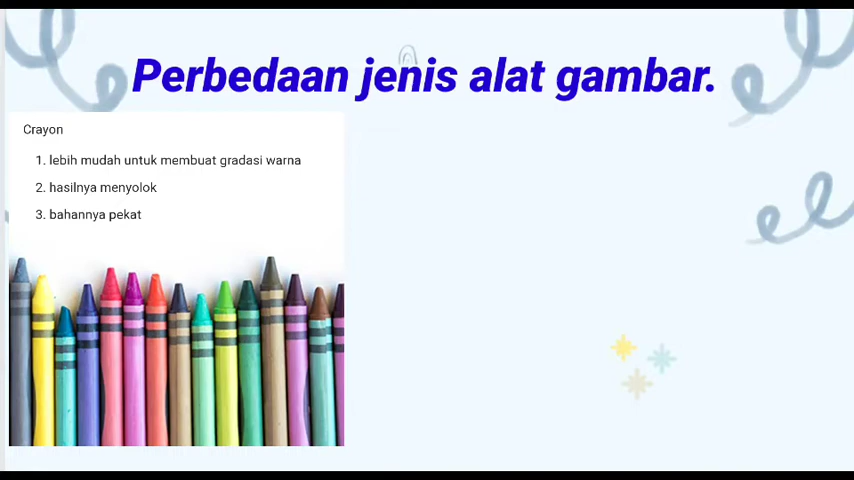 Perbedaan jenis alat gambar.
Crayon
1. lebih mudah untuk membuat gradasi warna
2. hasilnya menyolok
3. bahannya pekat